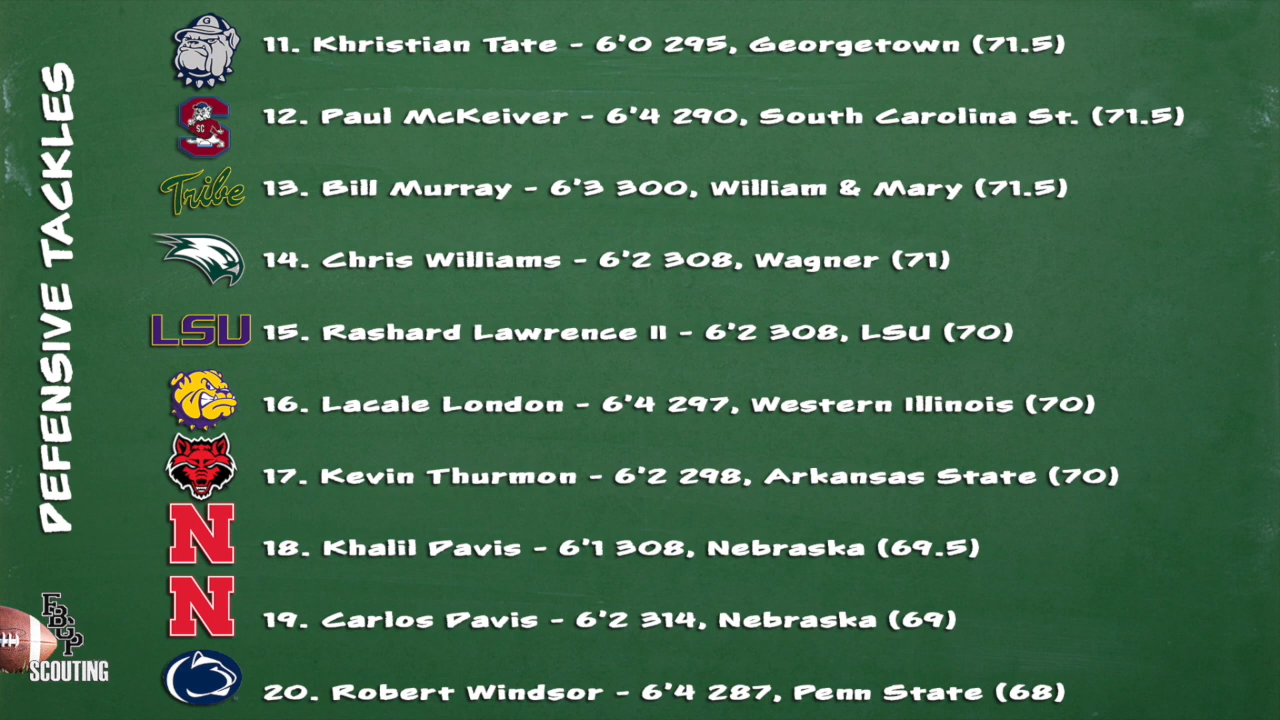 DEFENSIVE TACKLES
11. Khristian Tate - 6'0 295, Georgetown (71.5)
12. Paul McKeiver - 6'4 290, South Carolina St. (71.5)
13. Bill Murray - 6'3 300, William & Mary (71.5)
14. Chris Williams - 6'2 308, Wagner (71)
15. Rashard Lawrence II - 6'2 308, LSU (70)
16. Lacale London - 6'4 297, Western Illinois (70)
17. Kevin Thurmon - 6'2 298, Arkansas State (70)
18. Khalil Davis - 6'1 308, Nebraska (69.5)
19. Carlos Davis - 6'2 314, Nebraska (69)
20. Robert Windsor - 6'4 287, Penn State (68)
G
S
SC
Tribe
LSU
N
N
FBGP
SCOUTING